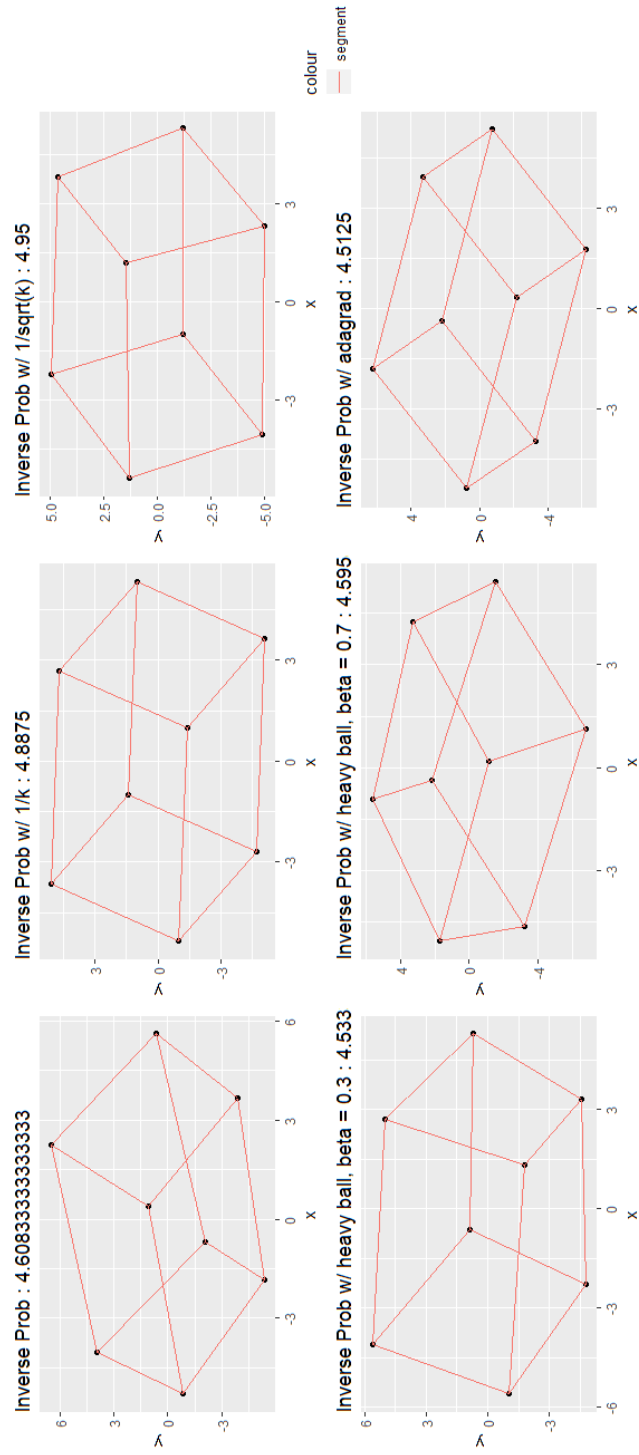 Inverse Prob : 4.60833333333333
6
3
0
-3
y
-3 0 3 6
x
Inverse Prob w/ 1/k : 4.8875
3
0
-3
y
-3 0 3
x
Inverse Prob w/ 1/sqrt(k) : 4.95
5.0
2.5
0.0
-2.5
-5.0
y
-3 0 3
x
Inverse Prob w/ heavy ball, beta = 0.3 : 4.533
6
3
0
-3
y
-6 -3 0 3
x
Inverse Prob w/ heavy ball, beta = 0.7 : 4.595
4
0
-4
y
-3 0 3
x
Inverse Prob w/ adagrad : 4.5125
4
0
-4
y
-3 0 3
x
colour
segment